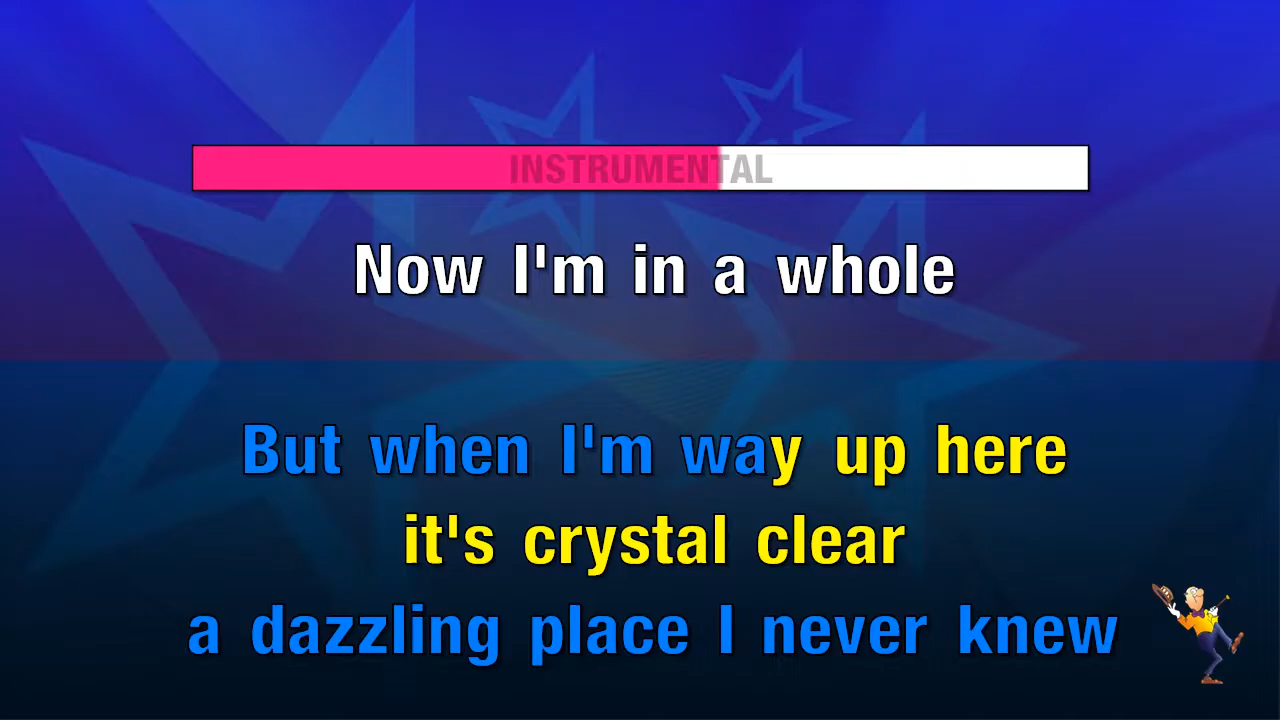 INSTRUMENTAL
Now I'm in a whole
But when I'm way up here
it's crystal clear
a dazzling place I never knew